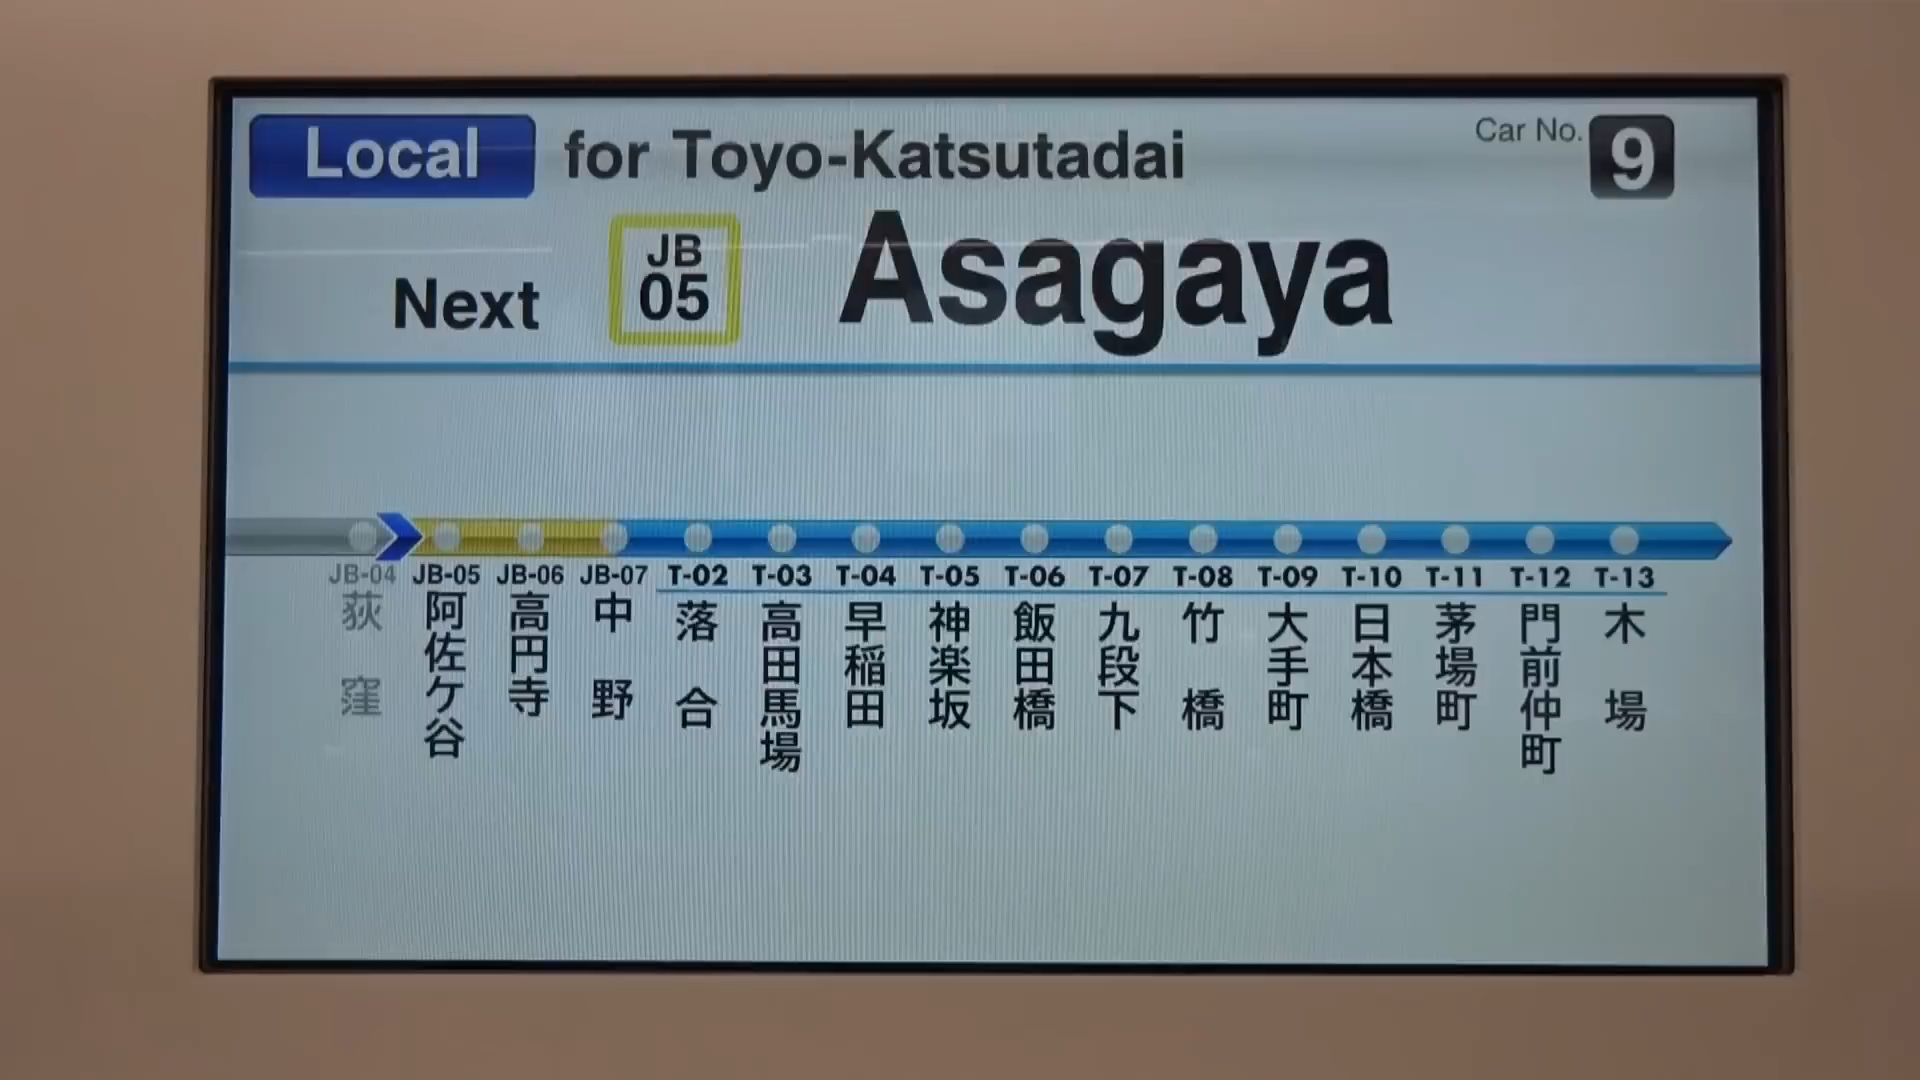 Local for Toyo-Katsutadai
Car No. 9
Next JB 05 Asagaya
JB-04 JB-05 JB-06 JB-07 T-02 T-03 T-04 T-05 T-06 T-07 T-08 T-09 T-10 T-11 T-12 T-13
荻窪
阿佐ケ谷
高円寺
中野
落合
高田馬場
早稲田
神楽坂
飯田橋
九段下
竹橋
大手町
日本橋
茅場町
門前仲町
木場